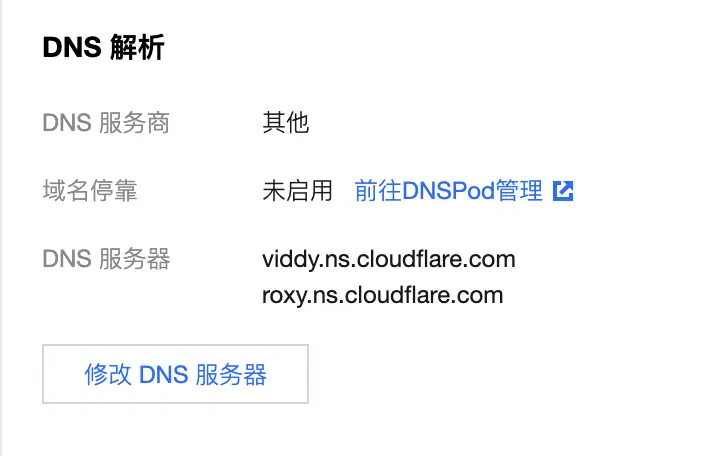 DNS 解析
DNS 服务商 其他
域名停靠 未启用 前往DNSPod管理
DNS 服务器 viddy.ns.cloudflare.com
roxy.ns.cloudflare.com
修改 DNS 服务器